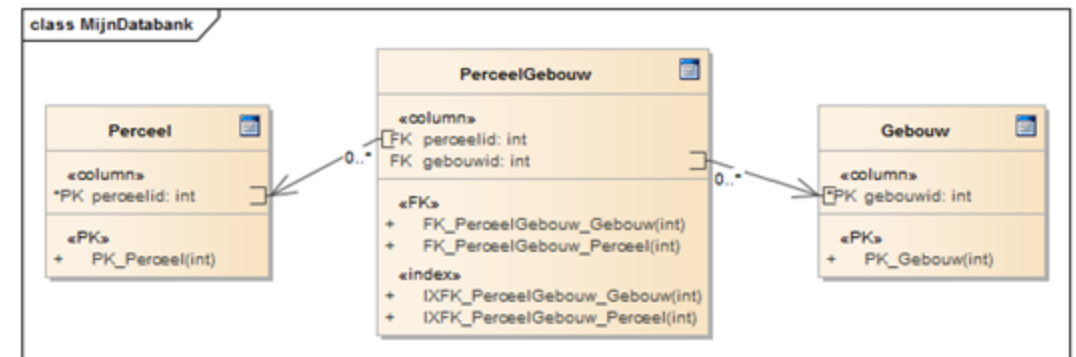 class MijnDatabank
Perceel
«column»
*PK perceelid: int
«PK»
+ PK_Perceel(int)
0..*
PerceelGebouw
«column»
FK perceelid: int
FK gebouwid: int
«FK»
+ FK_PerceelGebouw_Gebouw(int)
+ FK_PerceelGebouw_Perceel(int)
«index»
+ IXFK_PerceelGebouw_Gebouw(int)
+ IXFK_PerceelGebouw_Perceel(int)
0..*
Gebouw
«column»
*PK gebouwid: int
«PK»
+ PK_Gebouw(int)